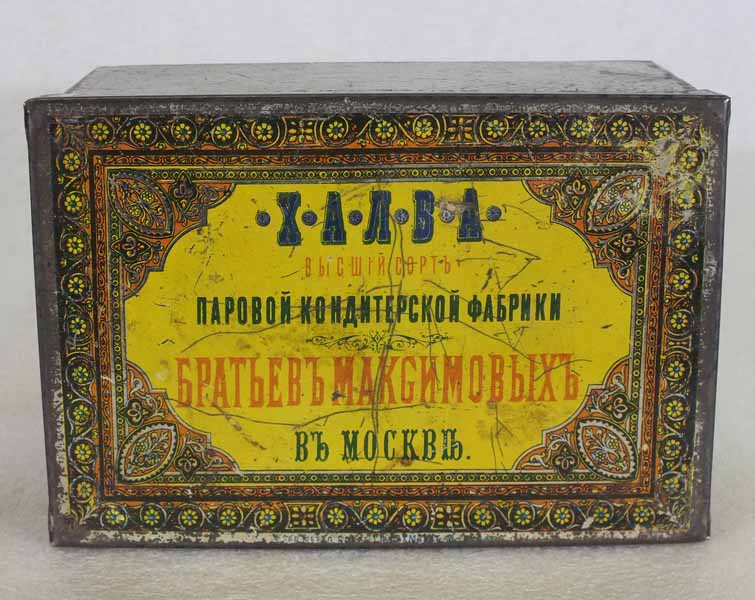 ·Х·А·Л·В·А·
ВЫСШІЙ СОРТЪ
ПАРОВОЙ КОНДИТЕРСКОЙ ФАБРИКИ
БРАТЬЕВЪ МАКСИМОВЫХЪ
ВЪ МОСКВѢ.